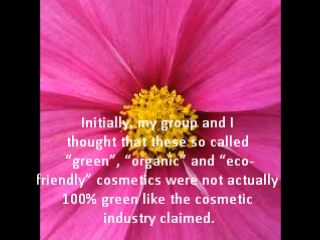 Initially, my group and I
thought that these so called
“green”, “organic” and “eco-
friendly” cosmetics were not actually
100% green like the cosmetic
industry claimed.